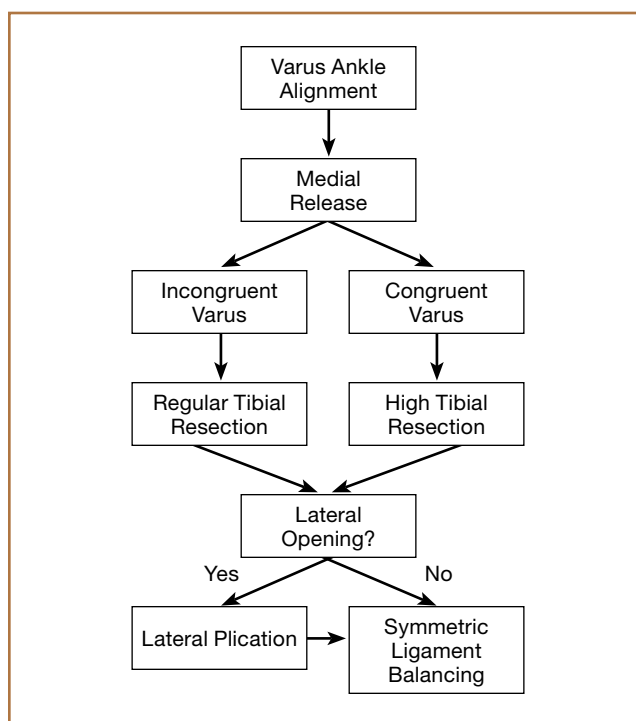 Varus Ankle
Alignment
Medial
Release
Incongruent
Varus
Congruent
Varus
Regular Tibial
Resection
High Tibial
Resection
Lateral
Opening?
Yes
No
Lateral Plication
Symmetric
Ligament
Balancing